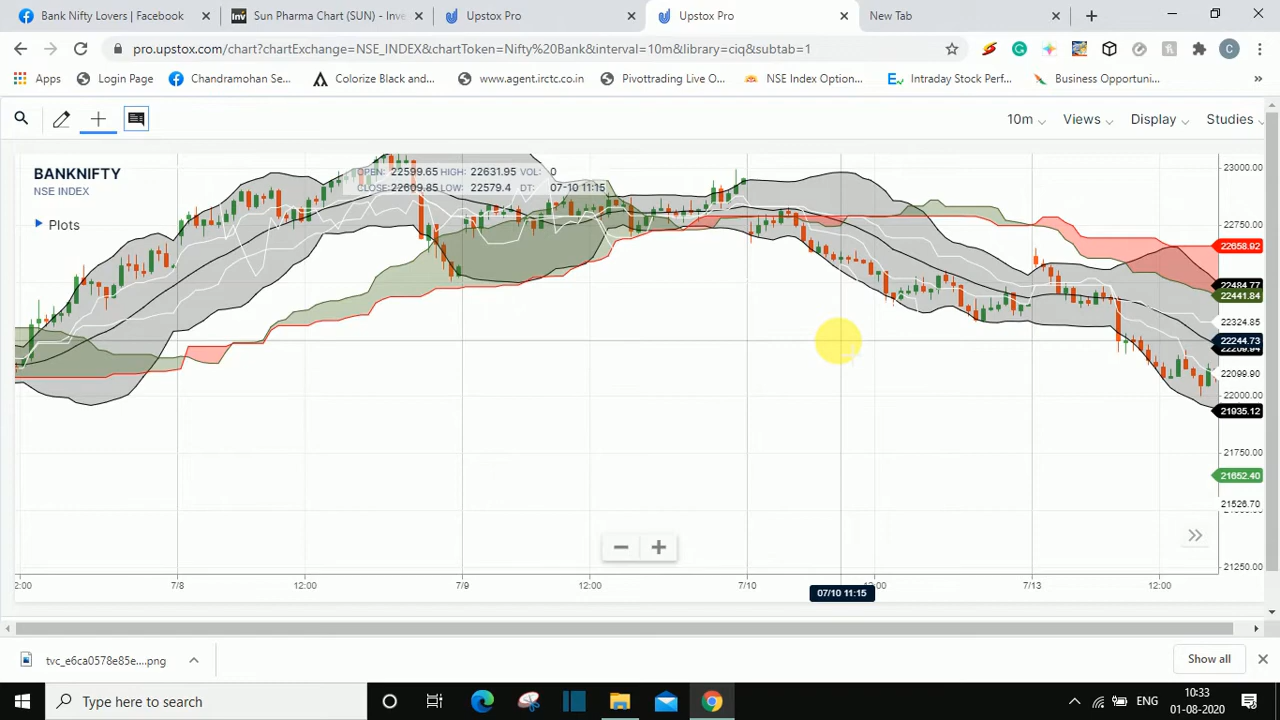 Bank Nifty Lovers | Facebook
Sun Pharma Chart (SUN) - Inve
Upstox Pro
Upstox Pro
New Tab
pro.upstox.com/chart?chartExchange=NSE_INDEX&chartToken=Nifty%20Bank&interval=10m&library=ciq&subtab=1
C
Apps
Login Page
Chandramohan Se...
Colorize Black and...
www.agent.irctc.co.in
Pivottrading Live O...
NSE Index Option...
Intraday Stock Perf...
Business Opportuni...
10m
Views
Display
Studies
BANKNIFTY
NSE INDEX
Plots
OPEN: 22599.65 HIGH: 22631.95 VOL: 0
CLOSE:22609.85 LOW: 22579.4 DT: 07-10 11:15
23000.00
22750.00
22658.92
22484.77
22441.84
22324.85
22244.73
22099.90
22000.00
21935.12
21750.00
21652.40
21526.70
21250.00
2:00
7/8
12:00
7/9
12:00
7/10
07/10 11:15
7/13
12:00
tvc_e6ca0578e85e....png
Show all
Type here to search
ENG
10:33
01-08-2020